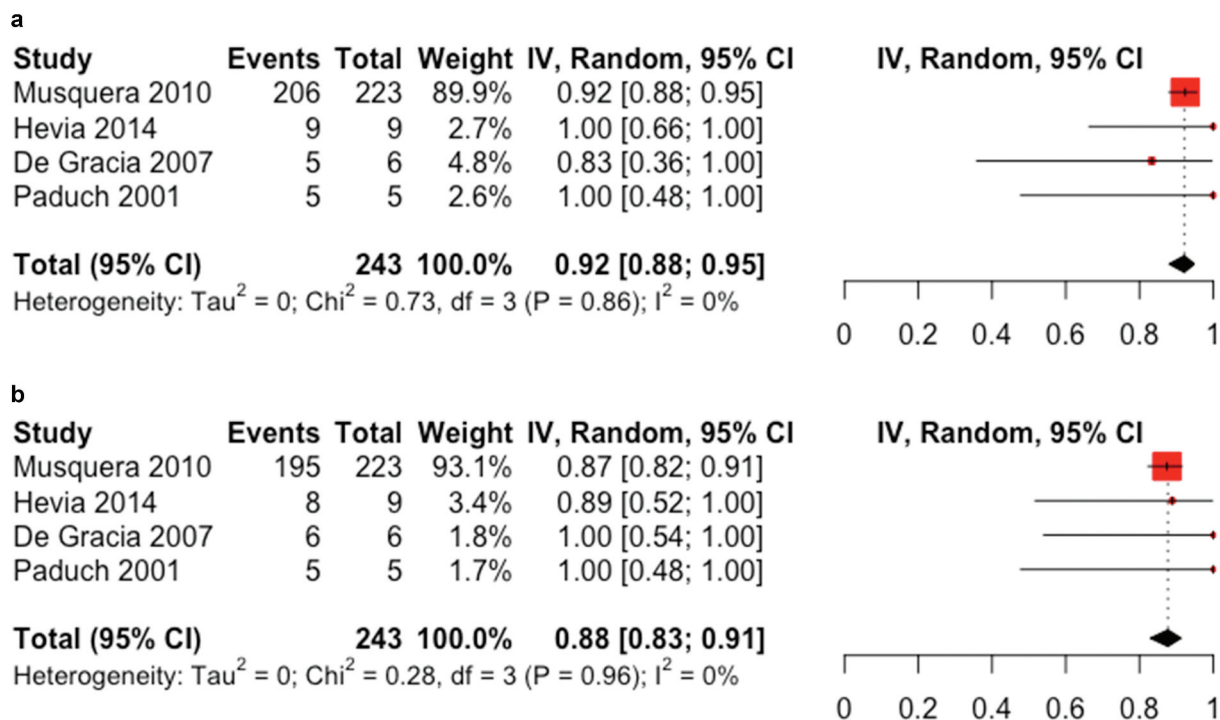 a
Study Events Total Weight IV, Random, 95% CI IV, Random, 95% CI
Musquera 2010 206 223 89.9% 0.92 [0.88; 0.95]
Hevia 2014 9 9 2.7% 1.00 [0.66; 1.00]
De Gracia 2007 5 6 4.8% 0.83 [0.36; 1.00]
Paduch 2001 5 5 2.6% 1.00 [0.48; 1.00]
Total (95% CI) 243 100.0% 0.92 [0.88; 0.95]
Heterogeneity: Tau² = 0; Chi² = 0.73, df = 3 (P = 0.86); I² = 0%
0 0.2 0.4 0.6 0.8 1
b
Study Events Total Weight IV, Random, 95% CI IV, Random, 95% CI
Musquera 2010 195 223 93.1% 0.87 [0.82; 0.91]
Hevia 2014 8 9 3.4% 0.89 [0.52; 1.00]
De Gracia 2007 6 6 1.8% 1.00 [0.54; 1.00]
Paduch 2001 5 5 1.7% 1.00 [0.48; 1.00]
Total (95% CI) 243 100.0% 0.88 [0.83; 0.91]
Heterogeneity: Tau² = 0; Chi² = 0.28, df = 3 (P = 0.96); I² = 0%
0 0.2 0.4 0.6 0.8 1